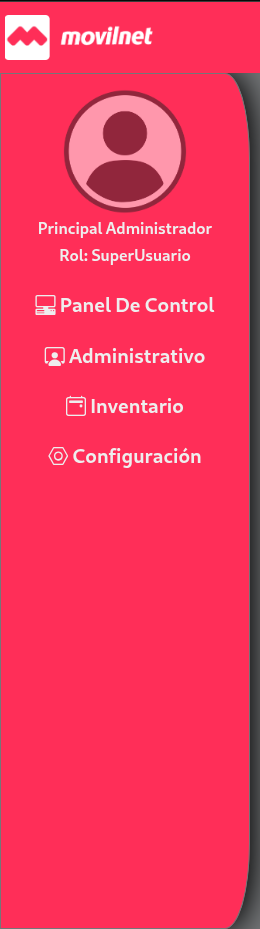 movilnet
Principal Administrador
Rol: SuperUsuario
Panel De Control
Administrativo
Inventario
Configuración